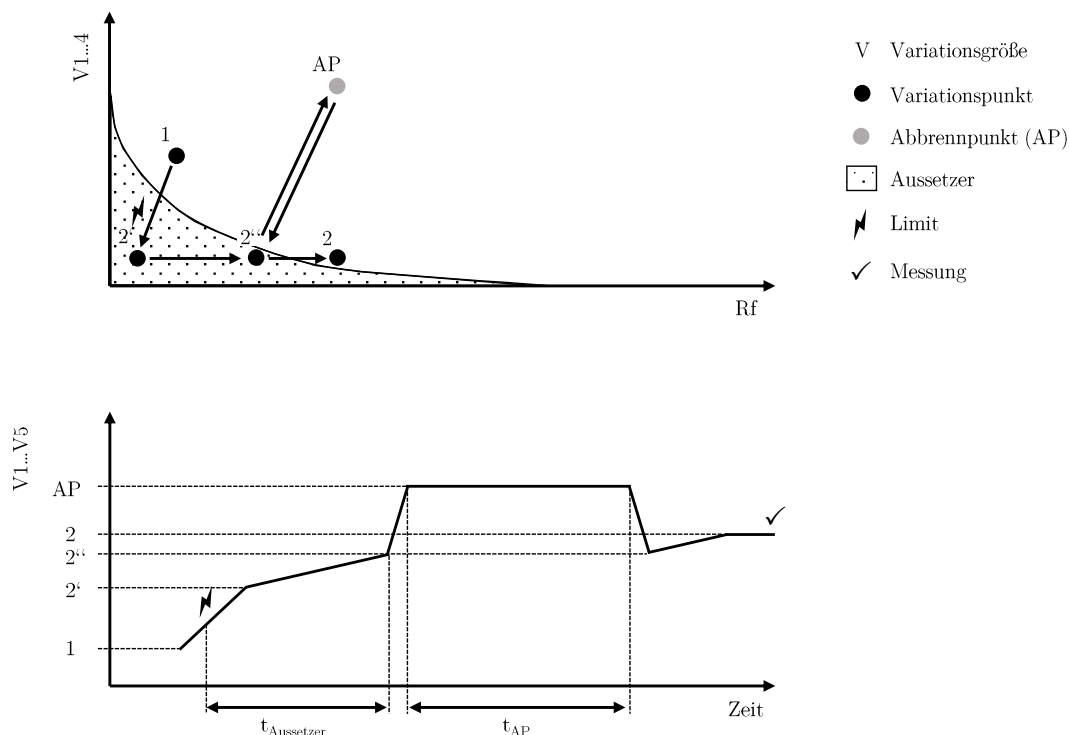 V1...4
AP
1
2‘
2‘‘
2
Rf
V Variationsgröße
Variationspunkt
Abbrennpunkt (AP)
Aussetzer
Limit
Messung
V1...V5
AP
2
2‘‘
2‘
1
Zeit
tAussetzer
tAP